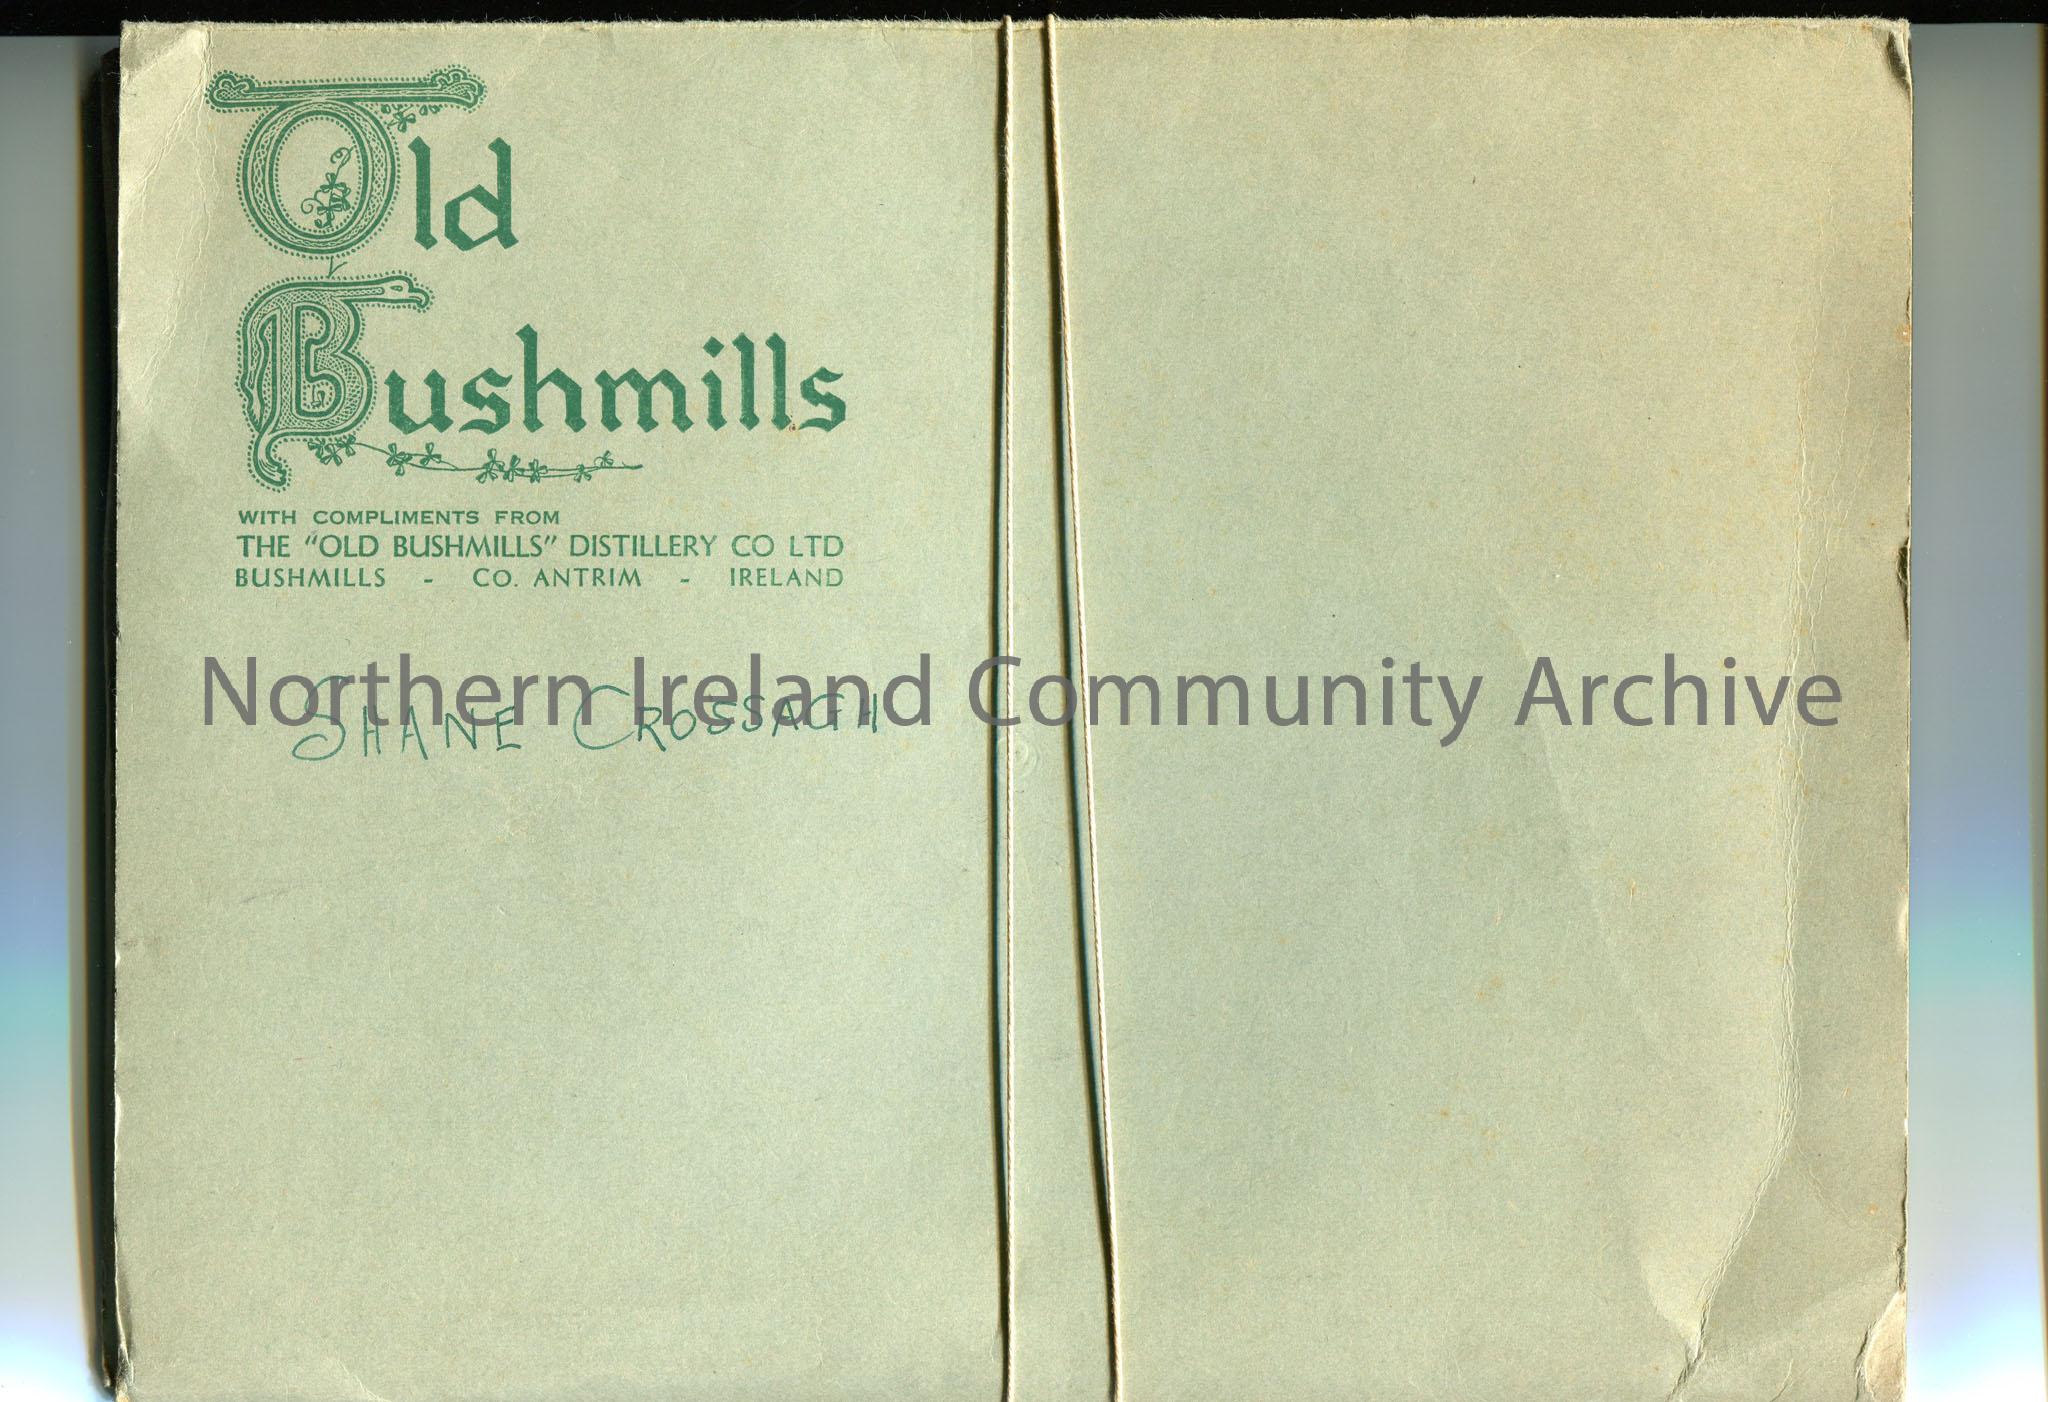 Old
Bushmills
WITH COMPLIMENTS FROM
THE "OLD BUSHMILLS" DISTILLERY CO LTD
BUSHMILLS - CO. ANTRIM - IRELAND
Northern Ireland Community Archive
SHANE CROSSAGH